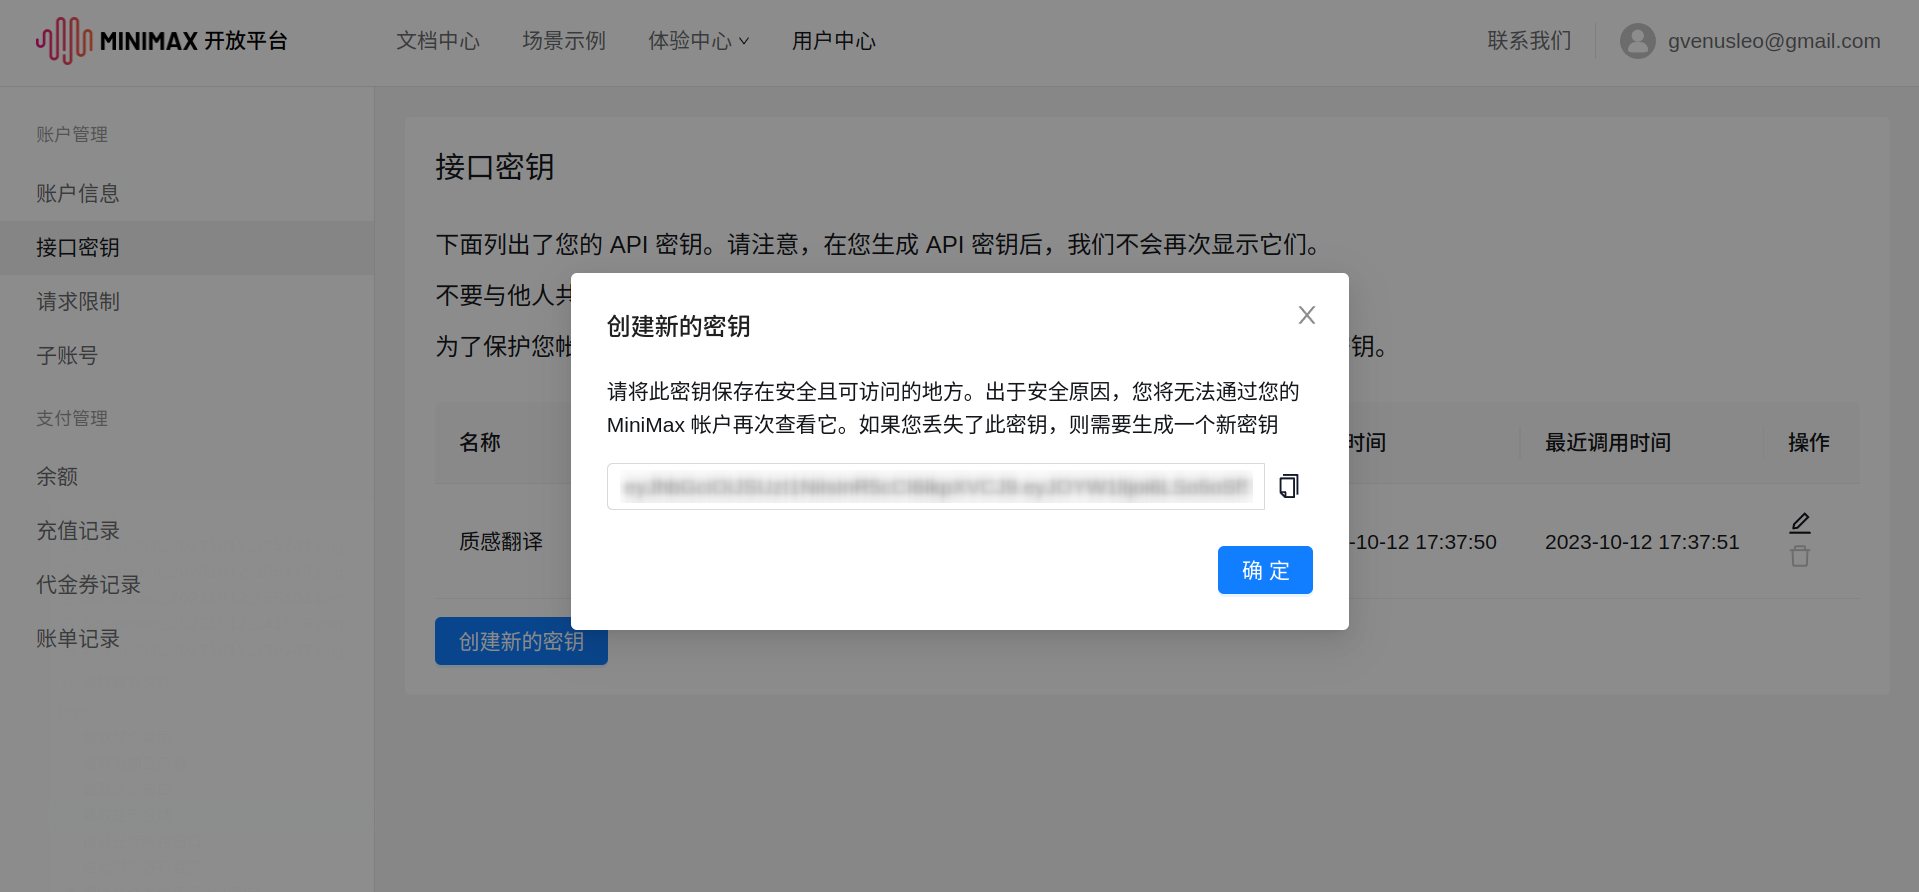 MINIMAX 开放平台
文档中心 场景示例 体验中心 用户中心 联系我们 gvenusleo@gmail.com
账户管理
账户信息
接口密钥
请求限制
子账号
支付管理
余额
充值记录
代金券记录
账单记录
接口密钥
下面列出了您的 API 密钥。请注意，在您生成 API 密钥后，我们不会再次显示它们。
不要与他人共
为了保护您帐 钥。
名称 时间 最近调用时间 操作
质感翻译 -10-12 17:37:50 2023-10-12 17:37:51
创建新的密钥
创建新的密钥
请将此密钥保存在安全且可访问的地方。出于安全原因，您将无法通过您的
MiniMax 帐户再次查看它。如果您丢失了此密钥，则需要生成一个新密钥
确 定